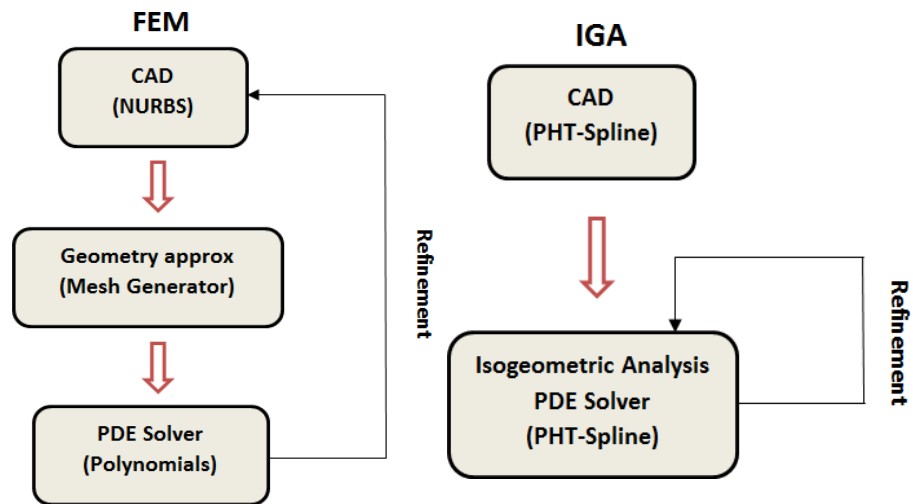 FEM
CAD
(NURBS)
Geometry approx
(Mesh Generator)
PDE Solver
(Polynomials)
Refinement
IGA
CAD
(PHT-Spline)
Isogeometric Analysis
PDE Solver
(PHT-Spline)
Refinement